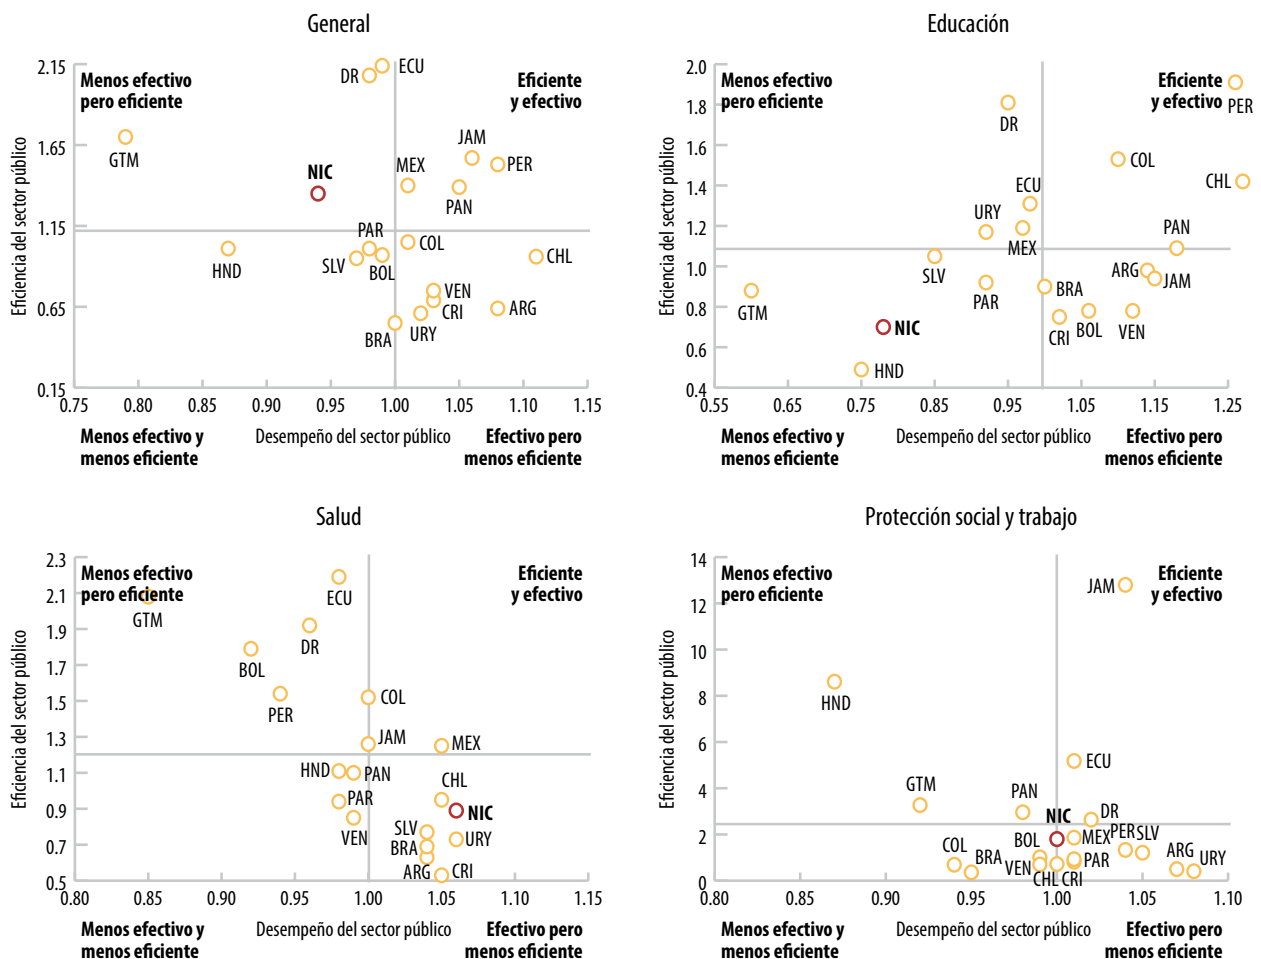 General
Eficiencia del sector público
2.15
1.65
1.15
0.65
0.15
Menos efectivo
pero eficiente
Eficiente
y efectivo
DR
ECU
GTM
NIC
JAM
MEX
PER
PAN
PAR
COL
HND
SLV
BOL
CHL
VEN
CRI
ARG
BRA
URY
0.75
0.80
0.85
0.90
0.95
1.00
1.05
1.10
1.15
Menos efectivo y
menos eficiente
Desempeño del sector público
Efectivo pero
menos eficiente
Educación
Eficiencia del sector público
2.0
1.8
1.6
1.4
1.2
1.0
0.8
0.6
0.4
Menos efectivo
pero eficiente
Eficiente
y efectivo
PER
DR
COL
CHL
ECU
URY
MEX
PAN
SLV
ARG
JAM
PAR
BRA
GTM
NIC
CRI
BOL
VEN
HND
0.55
0.65
0.75
0.85
0.95
1.05
1.15
1.25
Menos efectivo y
menos eficiente
Desempeño del sector público
Efectivo pero
menos eficiente
Salud
Eficiencia del sector público
2.3
2.1
1.9
1.7
1.5
1.3
1.1
0.9
0.7
0.5
Menos efectivo
pero eficiente
Eficiente
y efectivo
GTM
ECU
DR
BOL
PER
COL
JAM
MEX
HND
PAN
CHL
PAR
NIC
VEN
SLV
URY
BRA
ARG
CRI
0.80
0.85
0.90
0.95
1.00
1.05
1.10
1.15
Menos efectivo y
menos eficiente
Desempeño del sector público
Efectivo pero
menos eficiente
Protección social y trabajo
Eficiencia del sector público
14
12
10
8
6
4
2
0
Menos efectivo
pero eficiente
Eficiente
y efectivo
JAM
HND
ECU
GTM
PAN
NIC
DR
COL
BRA
BOL
VEN
MEX
PER
SLV
PAR
CHL
CRI
ARG
URY
0.80
0.85
0.90
0.95
1.00
1.05
1.10
Menos efectivo y
menos eficiente
Desempeño del sector público
Efectivo pero
menos eficiente